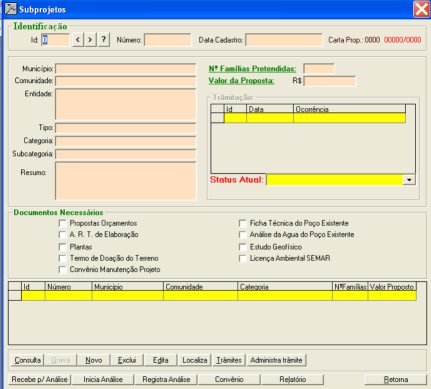 Subprojetos
Identificação
Id: 0 < > ? Número: Data Cadastro: Carta Prop.: 0000 00000/0000
Município:
Comunidade:
Entidade:
Tipo:
Categoria:
Subcategoria:
Resumo:
Nº Famílias Pretendidas:
Valor da Proposta: R$
Tramitação
Id Data Ocorrência
Status Atual:
Documentos Necessários
Propostas Orçamentos
A. R. T. de Elaboração
Plantas
Termo de Doação do Terreno
Convênio Manutenção Projeto
Ficha Técnica do Poço Existente
Análise da Agua do Poço Existente
Estudo Geofísico
Licença Ambiental SEMAR
Id Número Municipio Comunidade Categoria NºFamílias Valor Proposto
Consulta Grava Novo Exclui Edita Localiza Trâmites Administra trâmite
Recebe p/ Análise Inicia Análise Registra Análise Convênio Relatório Retorna